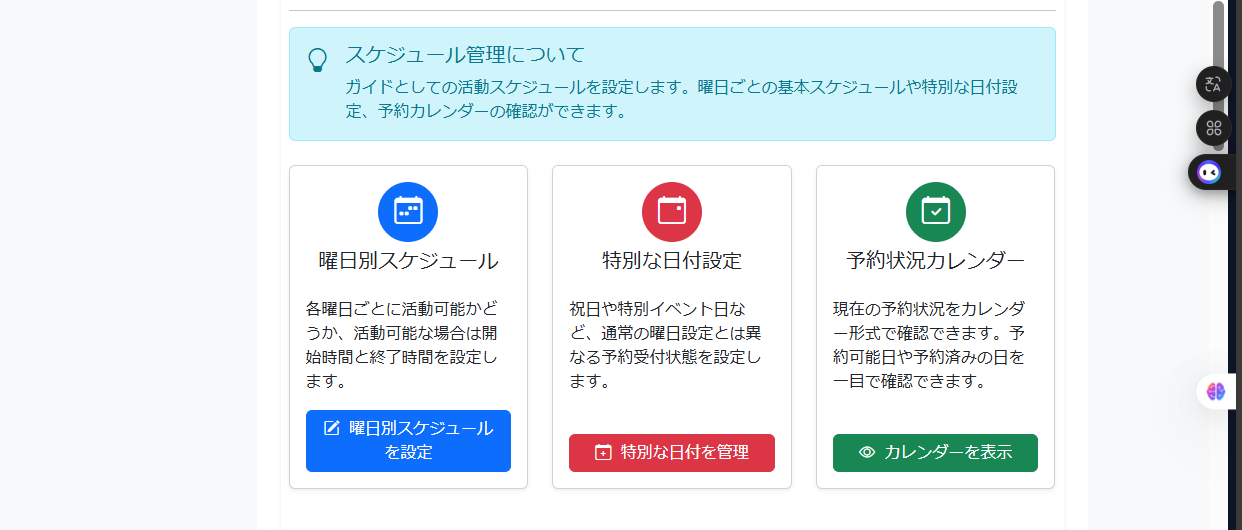 スケジュール管理について
ガイドとしての活動スケジュールを設定します。曜日ごとの基本スケジュールや特別な日付設
定、予約カレンダーの確認ができます。
曜日別スケジュール
各曜日ごとに活動可能かど
うか、活動可能な場合は開
始時間と終了時間を設定し
ます。
曜日別スケジュール
を設定
特別な日付設定
祝日や特別イベント日な
ど、通常の曜日設定とは異
なる予約受付状態を設定し
ます。
特別な日付を管理
予約状況カレンダー
現在の予約状況をカレンダ
ー形式で確認できます。予
約可能日や予約済みの日を
一目で確認できます。
カレンダーを表示